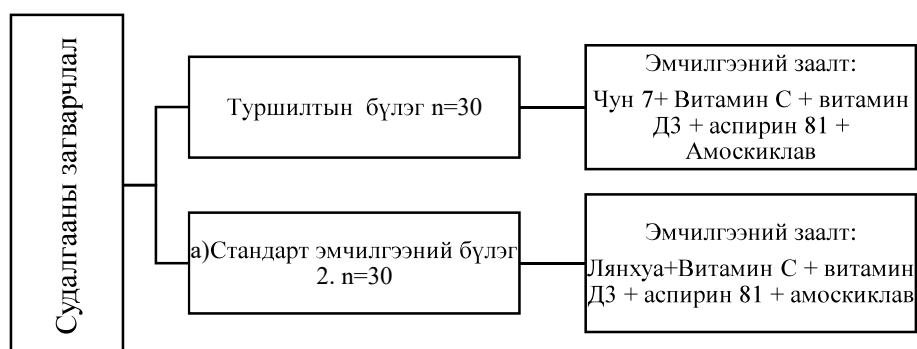 Судалгааны загварчлал
Туршилтын бүлэг n=30
Эмчилгээний заалт:
Чун 7+ Витамин С + витамин
Д3 + аспирин 81 +
Амоскиклав
а)Стандарт эмчилгээний бүлэг
2. n=30
Эмчилгээний заалт:
Лянхуа+Витамин С + витамин
Д3 + аспирин 81 + амоскиклав